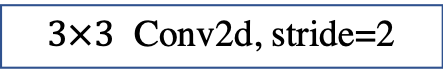 3×3 Conv2d, stride=2